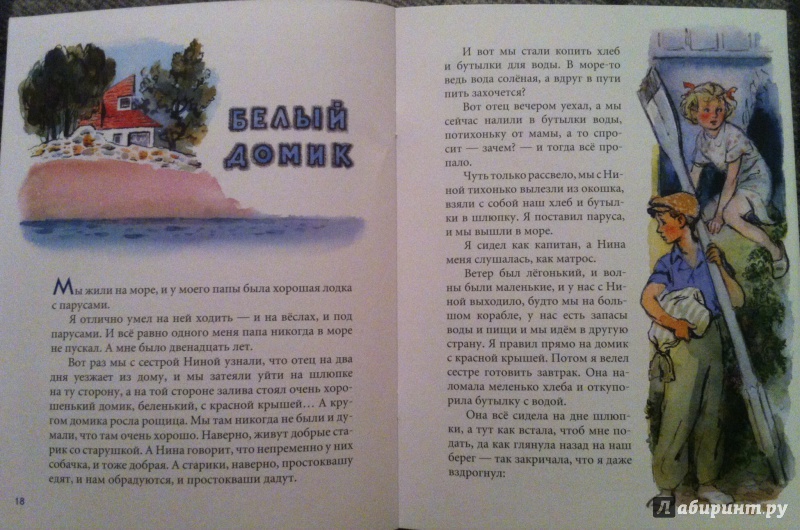 БЕЛЫЙ
ДОМИК
Мы жили на море, и у моего папы была хорошая лодка
с парусами.
Я отлично умел на ней ходить — и на вёслах, и под
парусами. И всё равно одного меня папа никогда в море
не пускал. А мне было двенадцать лет.
Вот раз мы с сестрой Ниной узнали, что отец на два
дня уезжает из дому, и мы затеяли уйти на шлюпке
на ту сторону, а на той стороне залива стоял очень хоро-
шенький домик, беленький, с красной крышей... А кру-
гом домика росла рощица. Мы там никогда не были и ду-
мали, что там очень хорошо. Наверно, живут добрые ста-
рик со старушкой. А Нина говорит, что непременно у них
собачка, и тоже добрая. А старики, наверно, простоквашу
едят, и нам обрадуются, и простокваши дадут.
18
И вот мы стали копить хлеб
и бутылки для воды. В море-то
ведь вода солёная, а вдруг в пути
пить захочется?
Вот отец вечером уехал, а мы
сейчас налили в бутылки воды,
потихоньку от мамы, а то спро-
сит — зачем? — и тогда всё про-
пало.
Чуть только рассвело, мы с Ни-
ной тихонько вылезли из окошка,
взяли с собой наш хлеб и бутыл-
ки в шлюпку. Я поставил паруса,
и мы вышли в море.
Я сидел как капитан, а Нина
меня слушалась, как матрос.
Ветер был лёгонький, и вол-
ны были маленькие, и у нас с Ни-
ной выходило, будто мы на боль-
шом корабле, у нас есть запасы
воды и пищи и мы идём в другую
страну. Я правил прямо на домик
с красной крышей. Потом я велел
сестре готовить завтрак. Она на-
ломала меленько хлеба и откупо-
рила бутылку с водой.
Она всё сидела на дне шлюп-
ки, а тут как встала, чтоб мне по-
дать, да как глянула назад на наш
берег — так закричала, что я даже
вздрогнул:
Лабиринт.ру